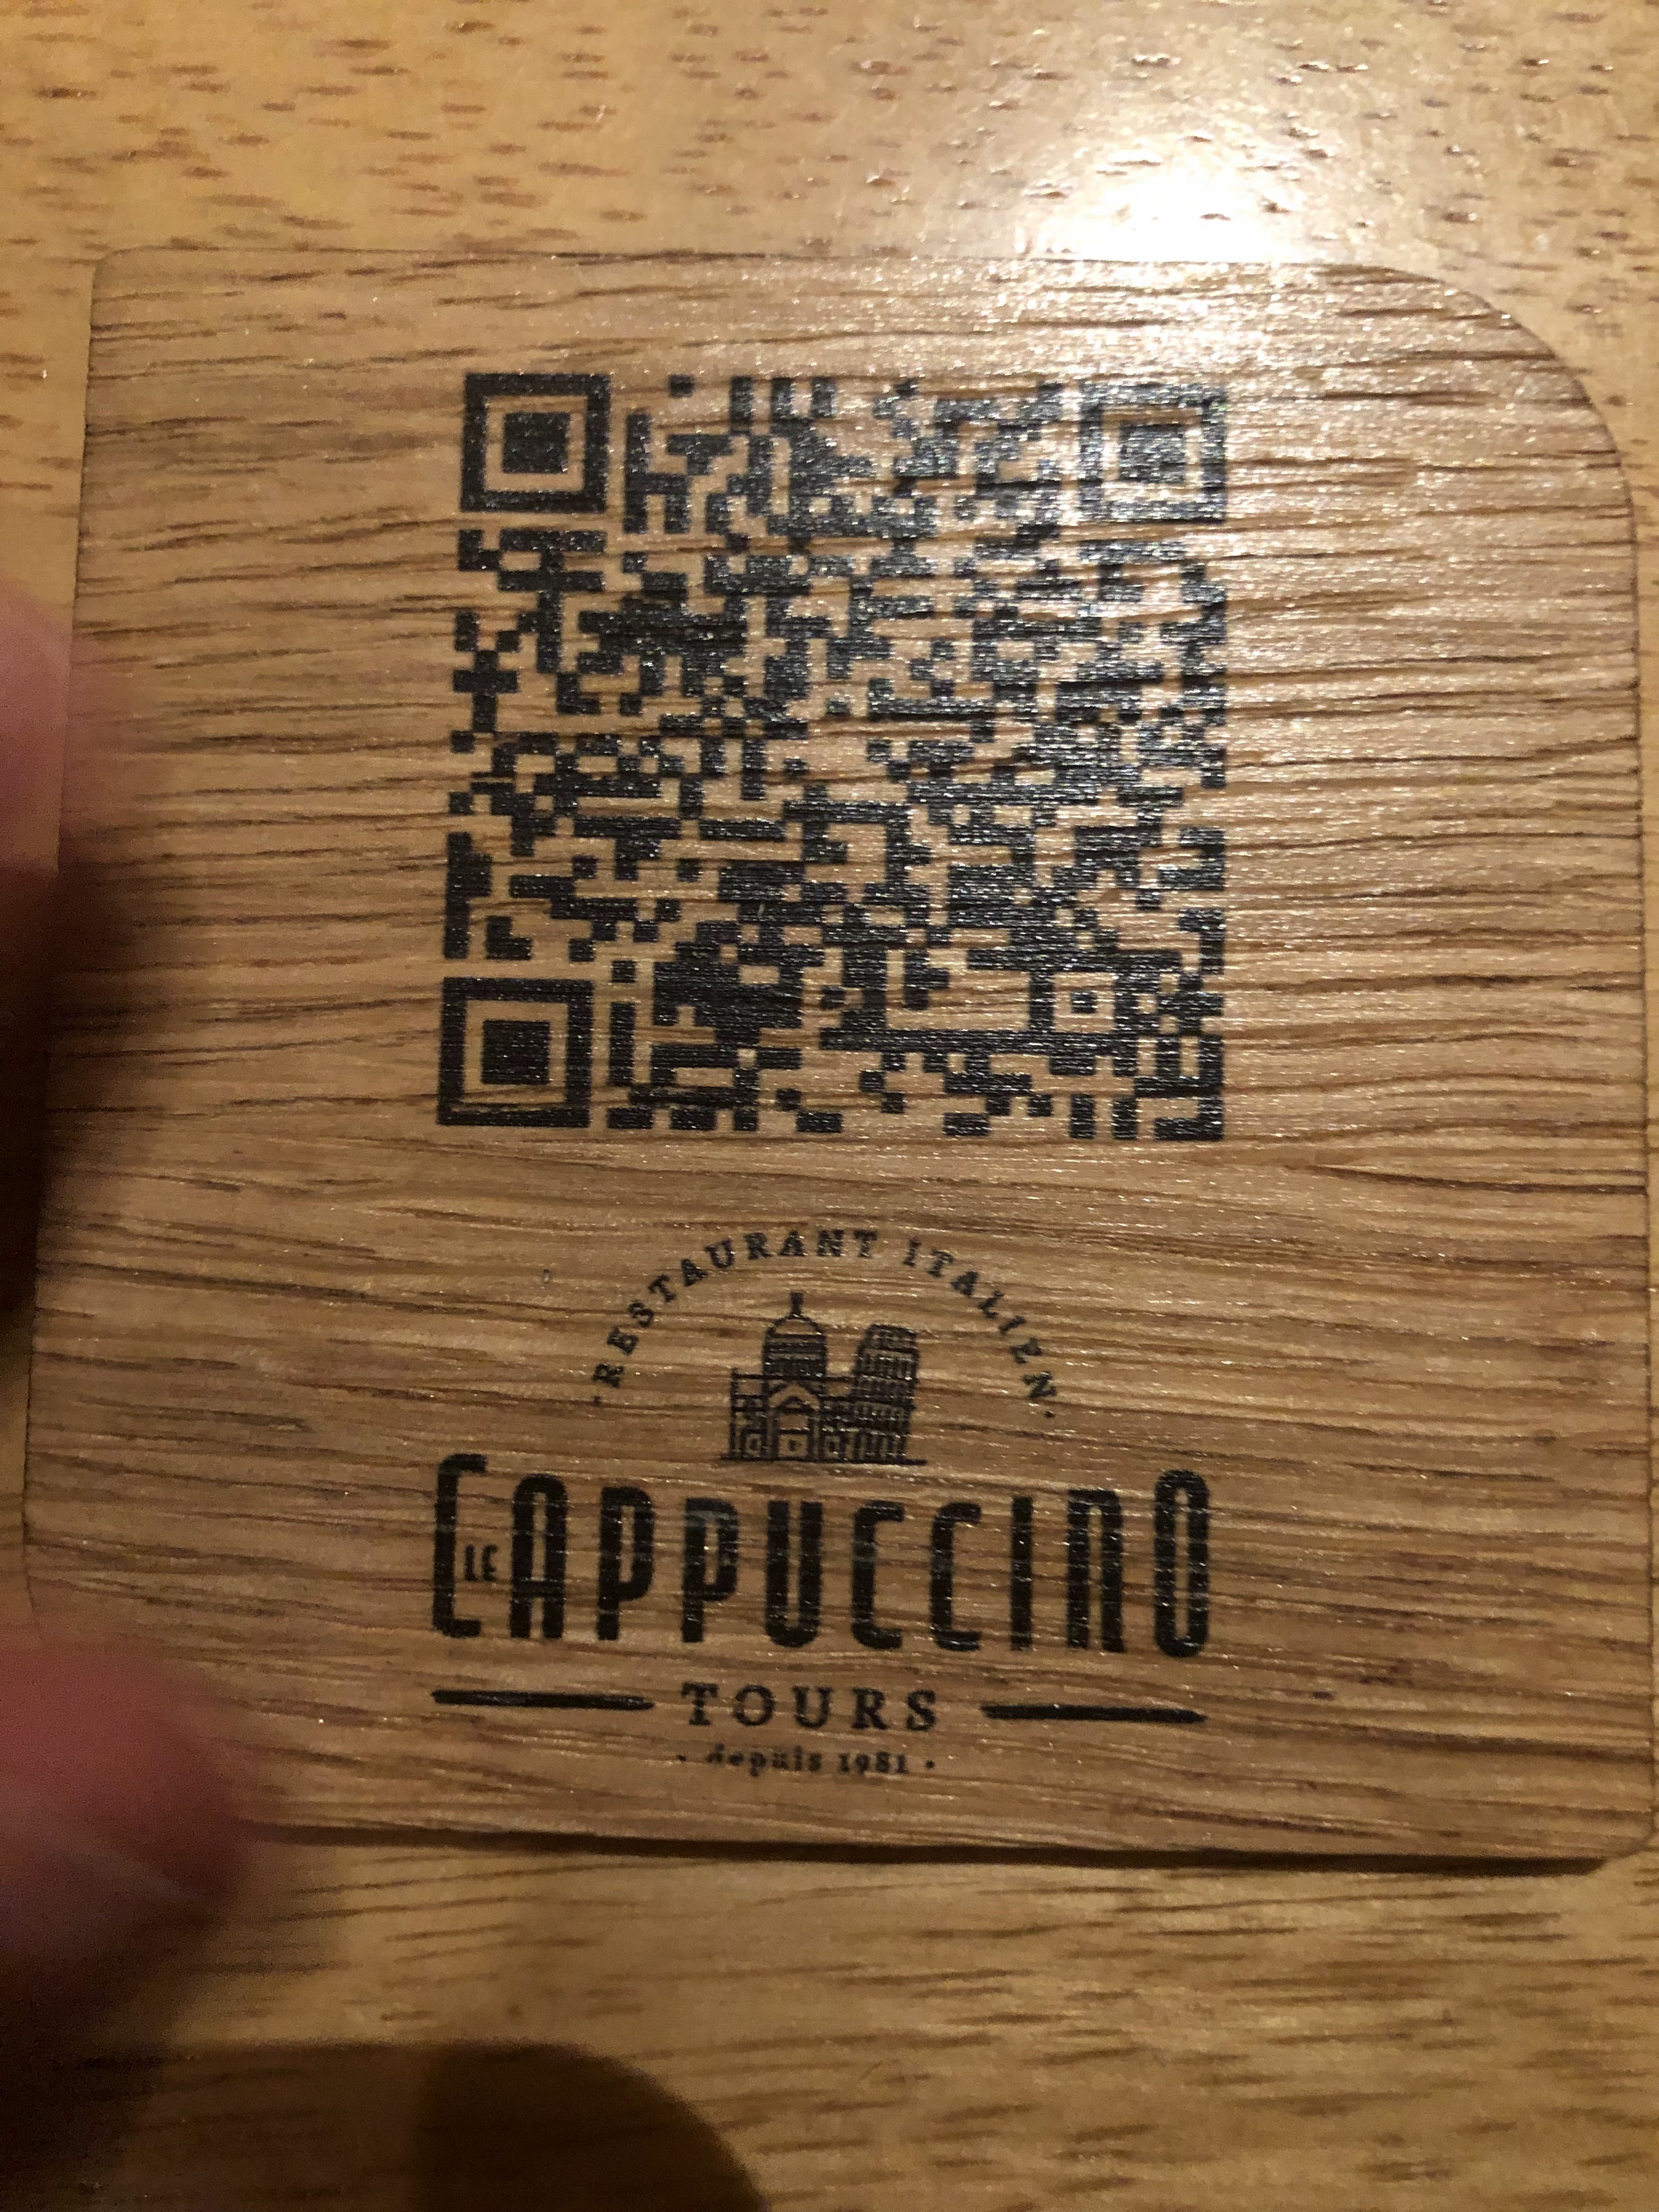 · RESTAURANT ITALIEN ·
LE CAPPUCCINO
TOURS
· depuis 1981 ·